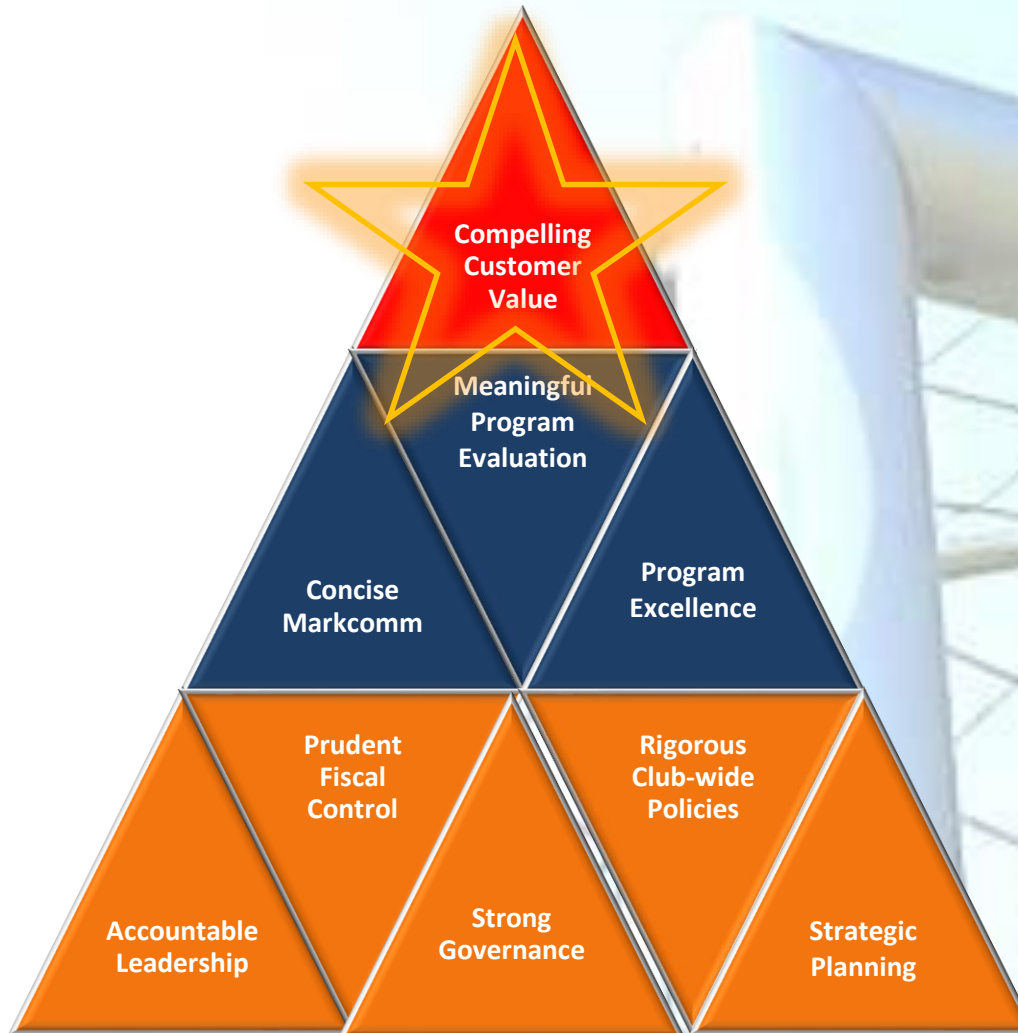 Compelling
Customer
Value
Meaningful
Program
Evaluation
Concise
Markcomm
Program
Excellence
Prudent
Fiscal
Control
Rigorous
Club-wide
Policies
Accountable
Leadership
Strong
Governance
Strategic
Planning